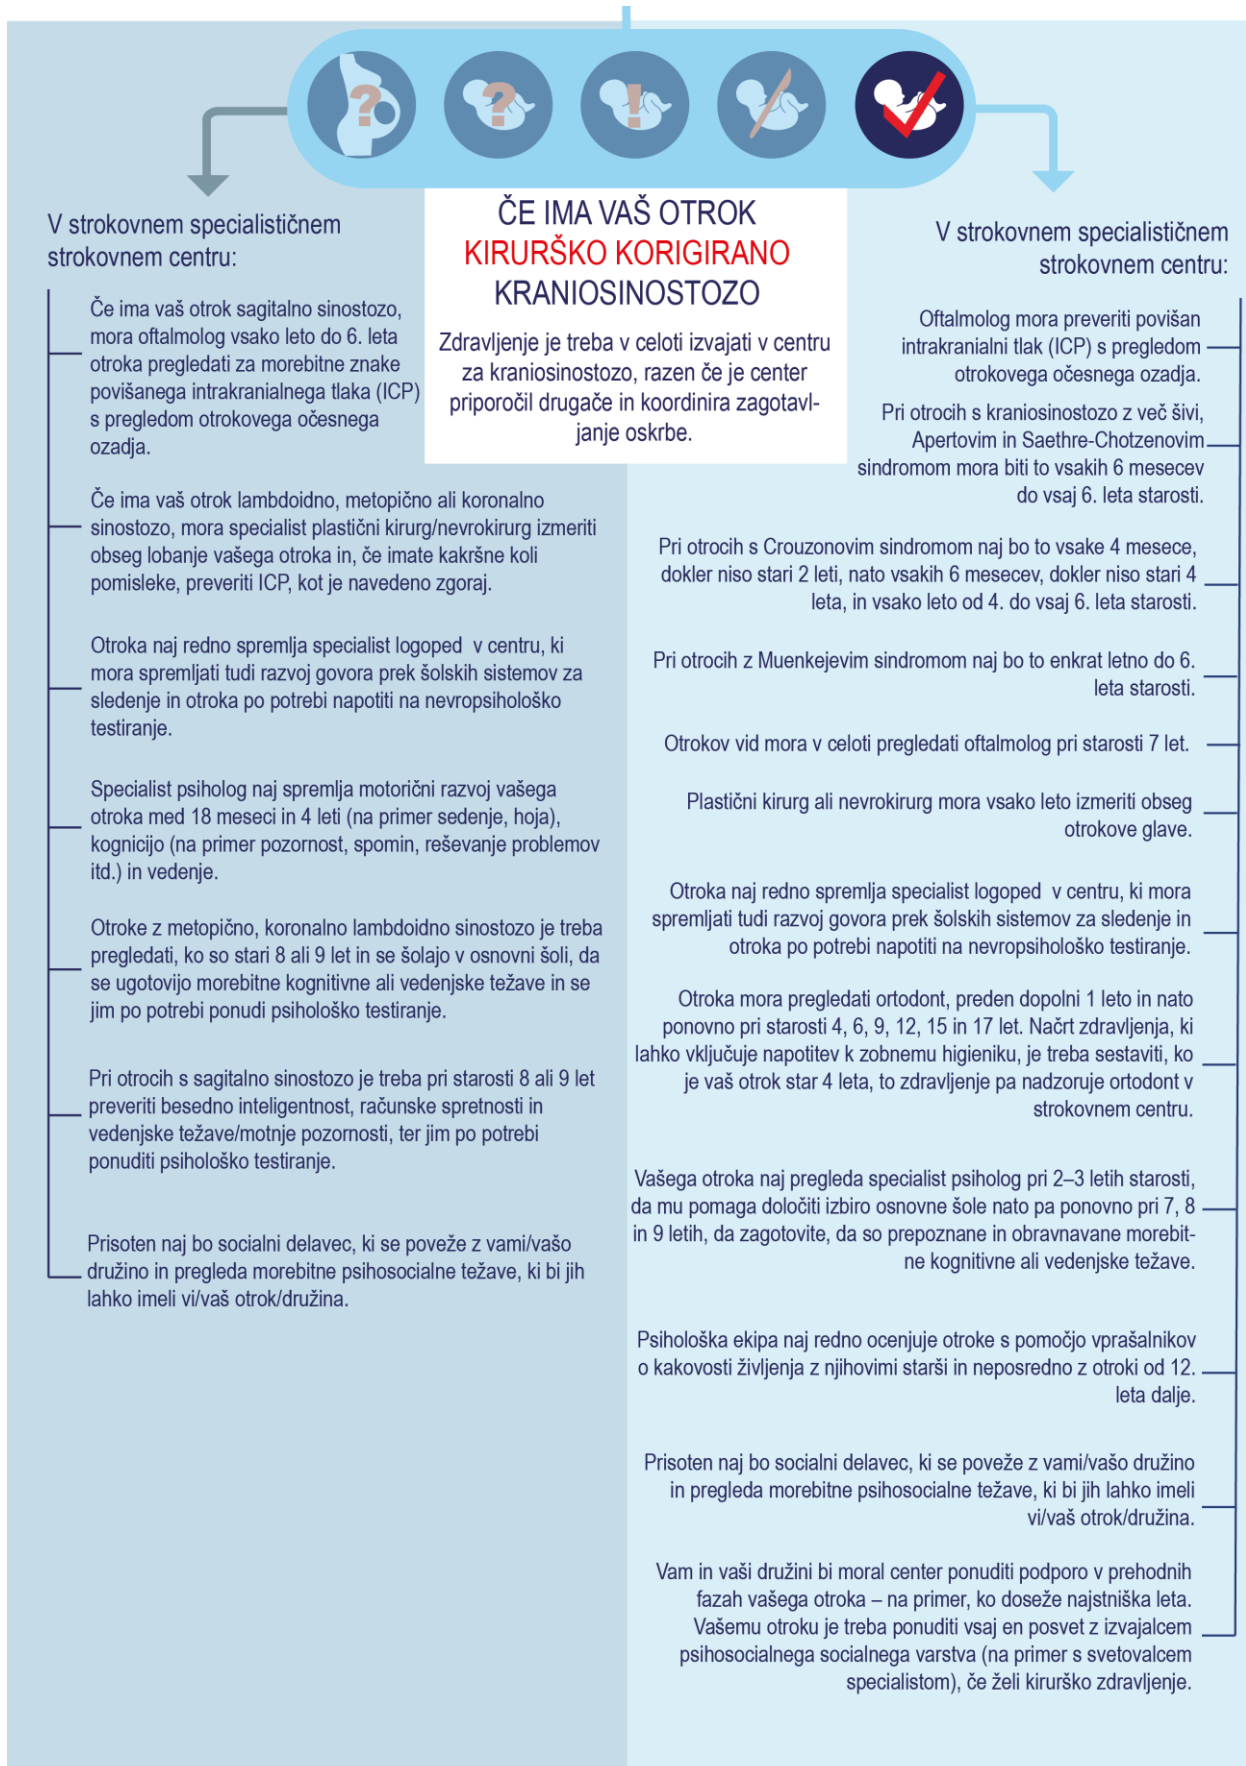 ?
?
!
ČE IMA VAŠ OTROK
KIRURŠKO KORIGIRANO
KRANIOSINOSTOZO
Zdravljenje je treba v celoti izvajati v centru
za kraniosinostozo, razen če je center
priporočil drugače in koordinira zagotavl-
janje oskrbe.
V strokovnem specialističnem
strokovnem centru:
Če ima vaš otrok sagitalno sinostozo,
mora oftalmolog vsako leto do 6. leta
otroka pregledati za morebitne znake
povišanega intrakranialnega tlaka (ICP)
s pregledom otrokovega očesnega
ozadja.
Če ima vaš otrok lambdoidno, metopično ali koronalno
sinostozo, mora specialist plastični kirurg/nevrokirurg izmeriti
obseg lobanje vašega otroka in, če imate kakršne koli
pomisleke, preveriti ICP, kot je navedeno zgoraj.
Otroka naj redno spremlja specialist logoped  v centru, ki
mora spremljati tudi razvoj govora prek šolskih sistemov za
sledenje in otroka po potrebi napotiti na nevropsihološko
testiranje.
Specialist psiholog naj spremlja motorični razvoj vašega
otroka med 18 meseci in 4 leti (na primer sedenje, hoja),
kognicijo (na primer pozornost, spomin, reševanje problemov
itd.) in vedenje.
Otroke z metopično, koronalno lambdoidno sinostozo je treba
pregledati, ko so stari 8 ali 9 let in se šolajo v osnovni šoli, da
se ugotovijo morebitne kognitivne ali vedenjske težave in se
jim po potrebi ponudi psihološko testiranje.
Pri otrocih s sagitalno sinostozo je treba pri starosti 8 ali 9 let
preveriti besedno inteligentnost, računske spretnosti in
vedenjske težave/motnje pozornosti, ter jim po potrebi
ponuditi psihološko testiranje.
Prisoten naj bo socialni delavec, ki se poveže z vami/vašo
družino in pregleda morebitne psihosocialne težave, ki bi jih
lahko imeli vi/vaš otrok/družina.
V strokovnem specialističnem
strokovnem centru:
Oftalmolog mora preveriti povišan
intrakranialni tlak (ICP) s pregledom
otrokovega očesnega ozadja.
Pri otrocih s kraniosinostozo z več šivi,
Apertovim in Saethre-Chotzenovim
sindromom mora biti to vsakih 6 mesecev
do vsaj 6. leta starosti.
Pri otrocih s Crouzonovim sindromom naj bo to vsake 4 mesece,
dokler niso stari 2 leti, nato vsakih 6 mesecev, dokler niso stari 4
leta, in vsako leto od 4. do vsaj 6. leta starosti.
Pri otrocih z Muenkejevim sindromom naj bo to enkrat letno do 6.
leta starosti.
Otrokov vid mora v celoti pregledati oftalmolog pri starosti 7 let.
Plastični kirurg ali nevrokirurg mora vsako leto izmeriti obseg
otrokove glave.
Otroka naj redno spremlja specialist logoped  v centru, ki mora
spremljati tudi razvoj govora prek šolskih sistemov za sledenje in
otroka po potrebi napotiti na nevropsihološko testiranje.
Otroka mora pregledati ortodont, preden dopolni 1 leto in nato
ponovno pri starosti 4, 6, 9, 12, 15 in 17 let. Načrt zdravljenja, ki
lahko vključuje napotitev k zobnemu higieniku, je treba sestaviti, ko
je vaš otrok star 4 leta, to zdravljenje pa nadzoruje ortodont v
strokovnem centru.
Vašega otroka naj pregleda specialist psiholog pri 2–3 letih starosti,
da mu pomaga določiti izbiro osnovne šole nato pa ponovno pri 7, 8
in 9 letih, da zagotovite, da so prepoznane in obravnavane morebit-
ne kognitivne ali vedenjske težave.
Psihološka ekipa naj redno ocenjuje otroke s pomočjo vprašalnikov
o kakovosti življenja z njihovimi starši in neposredno z otroki od 12.
leta dalje.
Prisoten naj bo socialni delavec, ki se poveže z vami/vašo družino
in pregleda morebitne psihosocialne težave, ki bi jih lahko imeli
vi/vaš otrok/družina.
Vam in vaši družini bi moral center ponuditi podporo v prehodnih
fazah vašega otroka – na primer, ko doseže najstniška leta.
Vašemu otroku je treba ponuditi vsaj en posvet z izvajalcem
psihosocialnega socialnega varstva (na primer s svetovalcem
specialistom), če želi kirurško zdravljenje.